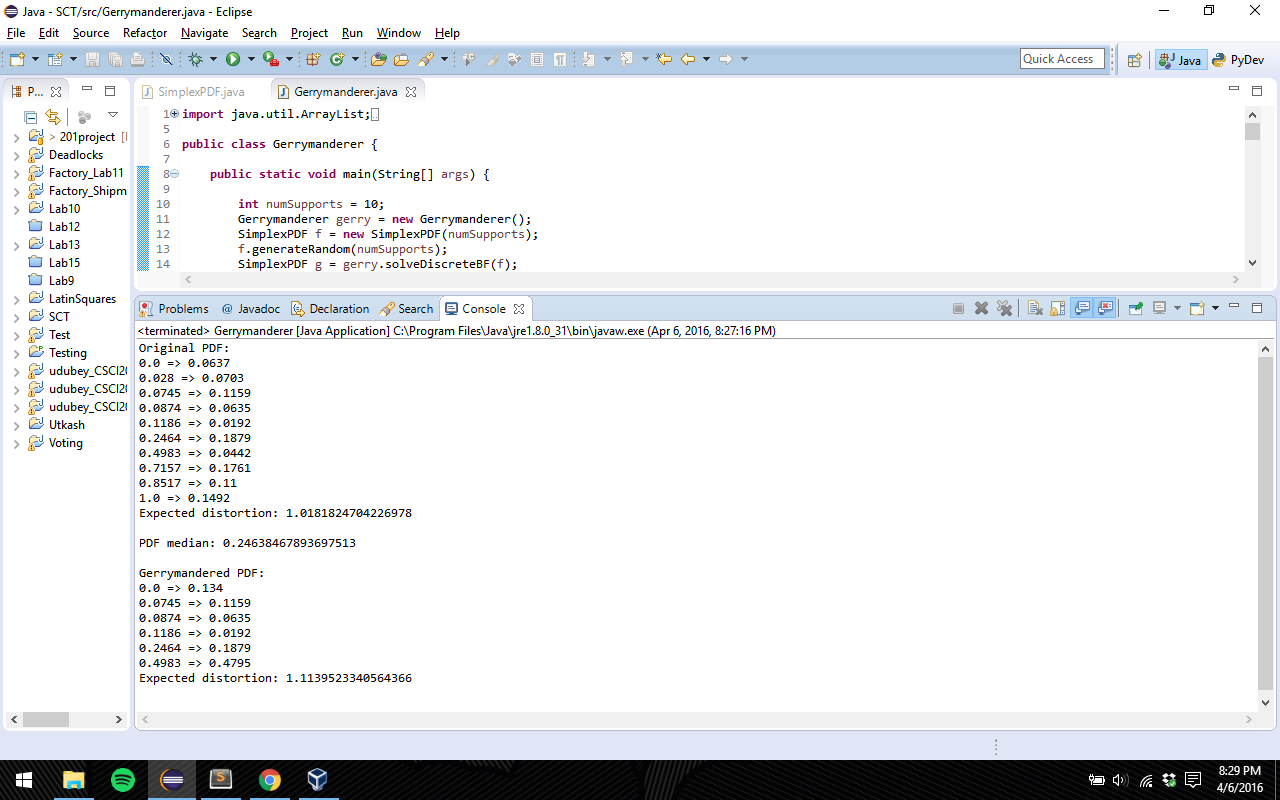 Java - SCT/src/Gerrymanderer.java - Eclipse
File Edit Source Refactor Navigate Search Project Run Window Help
Quick Access Java PyDev
P...
> 201project
Deadlocks
Factory_Lab11
Factory_Shipm
Lab10
Lab12
Lab13
Lab15
Lab9
LatinSquares
SCT
Test
Testing
udubey_CSCI20
udubey_CSCI20
udubey_CSCI20
Utkash
Voting
SimplexPDF.java Gerrymanderer.java
1 import java.util.ArrayList;
5
6 public class Gerrymanderer {
7
8 public static void main(String[] args) {
9
10 int numSupports = 10;
11 Gerrymanderer gerry = new Gerrymanderer();
12 SimplexPDF f = new SimplexPDF(numSupports);
13 f.generateRandom(numSupports);
14 SimplexPDF g = gerry.solveDiscreteBF(f);
Problems @ Javadoc Declaration Search Console
<terminated> Gerrymanderer [Java Application] C:\Program Files\Java\jre1.8.0_31\bin\javaw.exe (Apr 6, 2016, 8:27:16 PM)
Original PDF:
0.0 => 0.0637
0.028 => 0.0703
0.0745 => 0.1159
0.0874 => 0.0635
0.1186 => 0.0192
0.2464 => 0.1879
0.4983 => 0.0442
0.7157 => 0.1761
0.8517 => 0.11
1.0 => 0.1492
Expected distortion: 1.0181824704226978
PDF median: 0.24638467893697513
Gerrymandered PDF:
0.0 => 0.134
0.0745 => 0.1159
0.0874 => 0.0635
0.1186 => 0.0192
0.2464 => 0.1879
0.4983 => 0.4795
Expected distortion: 1.1139523340564366
8:29 PM
4/6/2016